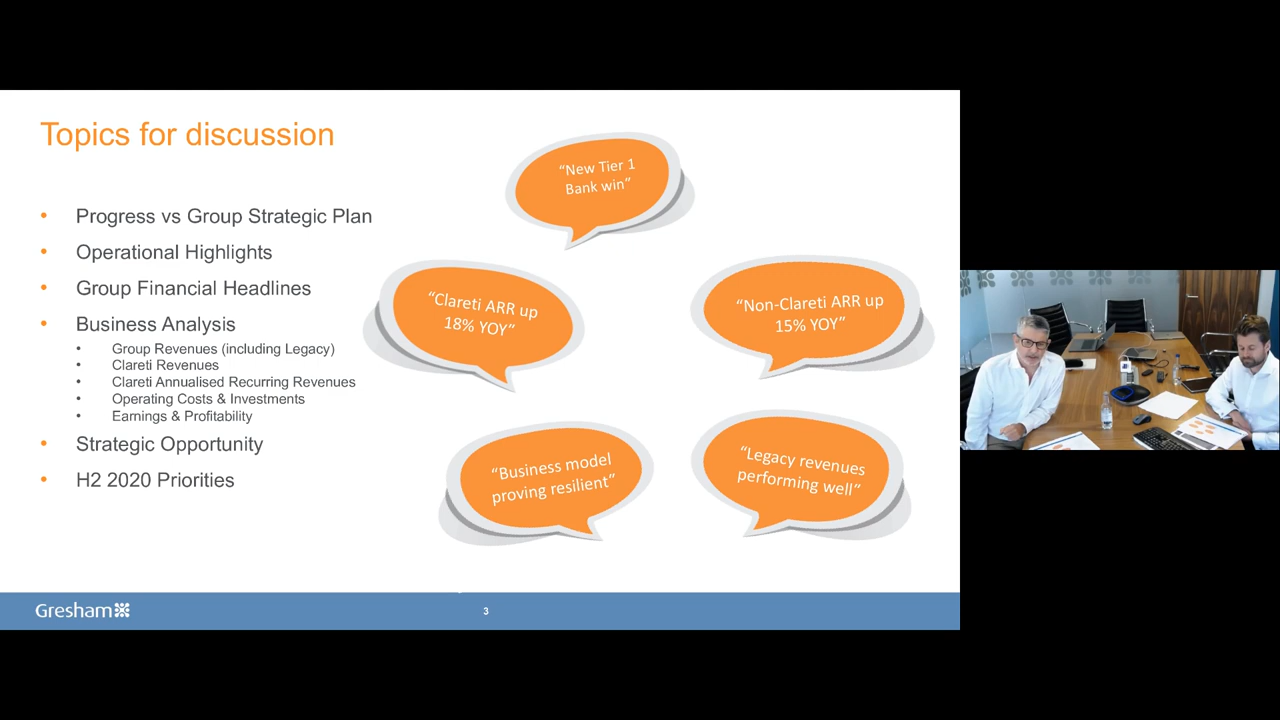 Topics for discussion
• Progress vs Group Strategic Plan
• Operational Highlights
• Group Financial Headlines
• Business Analysis
• Group Revenues (including Legacy)
• Clareti Revenues
• Clareti Annualised Recurring Revenues
• Operating Costs & Investments
• Earnings & Profitability
• Strategic Opportunity
• H2 2020 Priorities
“New Tier 1
Bank win”
“Clareti ARR up
18% YOY”
“Non-Clareti ARR up
15% YOY”
“Business model
proving resilient”
“Legacy revenues
performing well”
Gresham
3